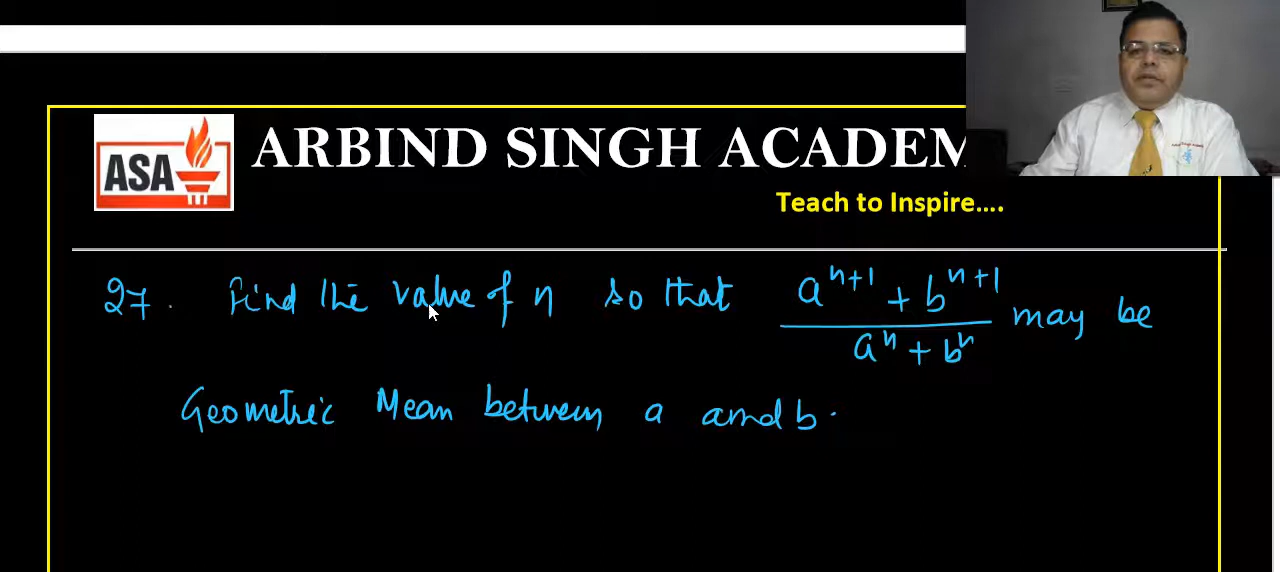 ASA
ARBIND SINGH ACADEM
Teach to Inspire....
27. Find the value of n so that \frac{a^{n+1} + b^{n+1}}{a^n + b^n} may be
Geometric Mean between a and b.